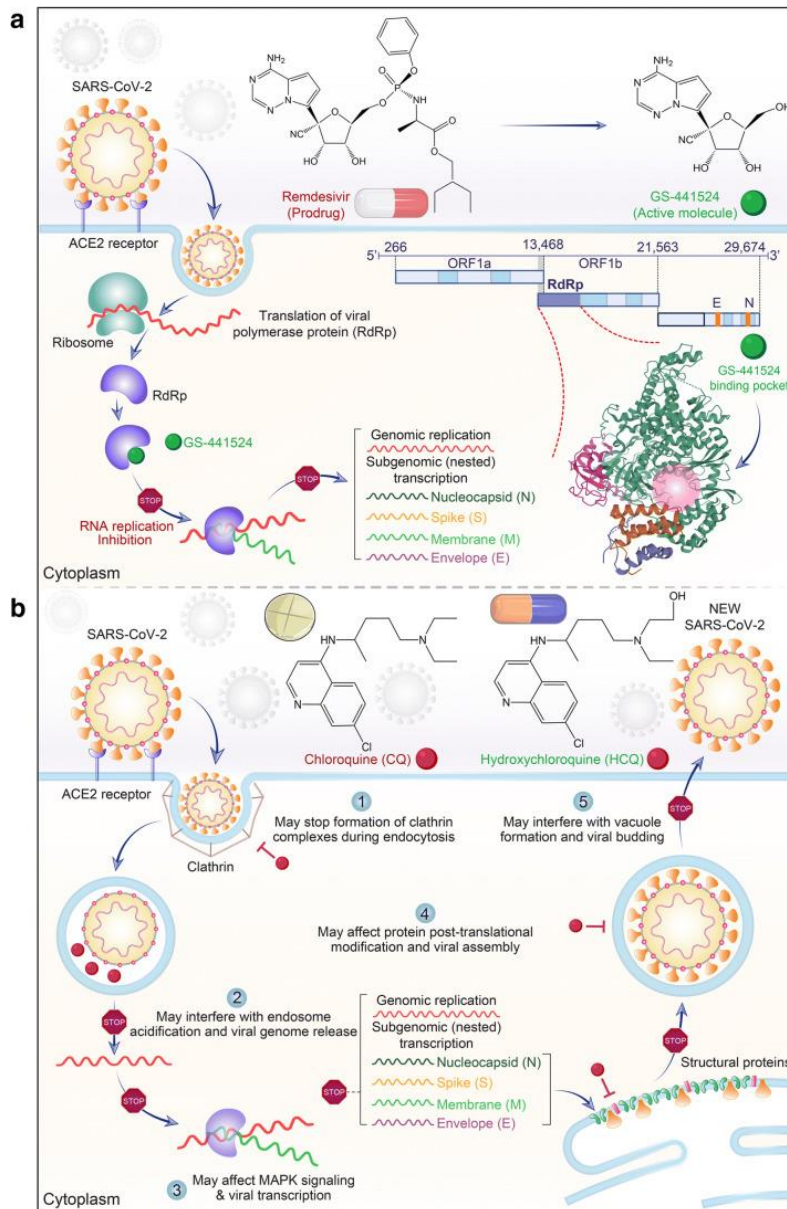 a
SARS-CoV-2
NH₂
N
N
N
O
NC
HO
OH
O
O
P
O
NH
O
O
Remdesivir
(Prodrug)
NH₂
N
N
N
O
OH
NC
HO
OH
GS-441524
(Active molecule)
ACE2 receptor
5'
266
13,468
21,563
29,674
3'
ORF1a
ORF1b
RdRp
E
N
Ribosome
Translation of viral
polymerase protein (RdRp)
RdRp
GS-441524
GS-441524
binding pocket
STOP
RNA replication
Inhibition
STOP
Genomic replication
Subgenomic (nested)
transcription
Nucleocapsid (N)
Spike (S)
Membrane (M)
Envelope (E)
Cytoplasm
b
SARS-CoV-2
HN
N
N
Cl
Chloroquine (CQ)
OH
HN
N
N
Cl
Hydroxychloroquine (HCQ)
NEW
SARS-CoV-2
ACE2 receptor
Clathrin
1
May stop formation of clathrin
complexes during endocytosis
5
May interfere with vacuole
formation and viral budding
STOP
4
May affect protein post-translational
modification and viral assembly
STOP
2
May interfere with endosome
acidification and viral genome release
STOP
STOP
Genomic replication
Subgenomic (nested)
transcription
Nucleocapsid (N)
Spike (S)
Membrane (M)
Envelope (E)
STOP
Structural proteins
3
May affect MAPK signaling
& viral transcription
Cytoplasm